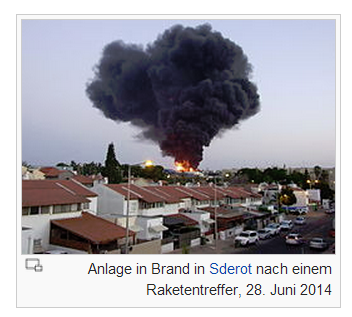 Anlage in Brand in Sderot nach einem
Raketentreffer, 28. Juni 2014